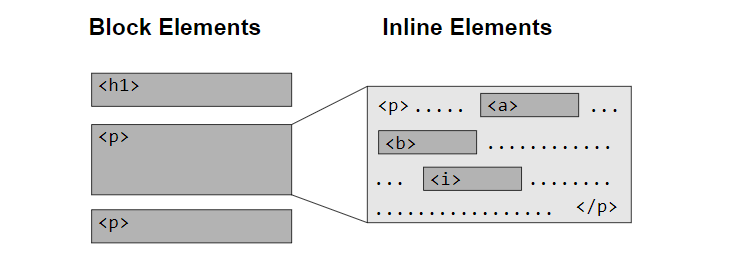 Block Elements
Inline Elements
<h1>
<p>
<p>
<p>..... <a> ...
<b> ............
... <i> ........
................. </p>